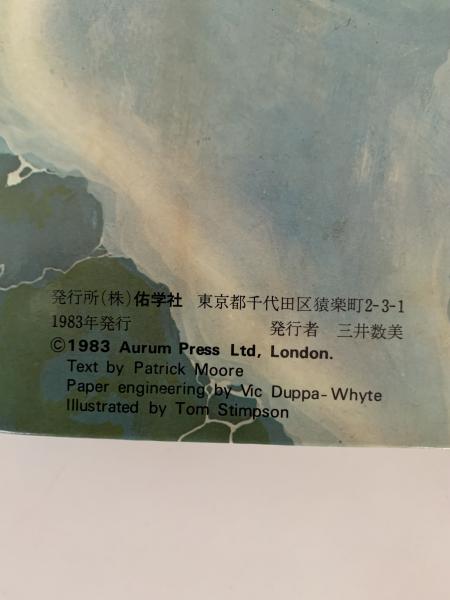 発行所(株)佑学社 東京都千代田区猿楽町2-3-1
1983年発行 発行者 三井数美
©1983 Aurum Press Ltd, London.
Text by Patrick Moore
Paper engineering by Vic Duppa-Whyte
Illustrated by Tom Stimpson